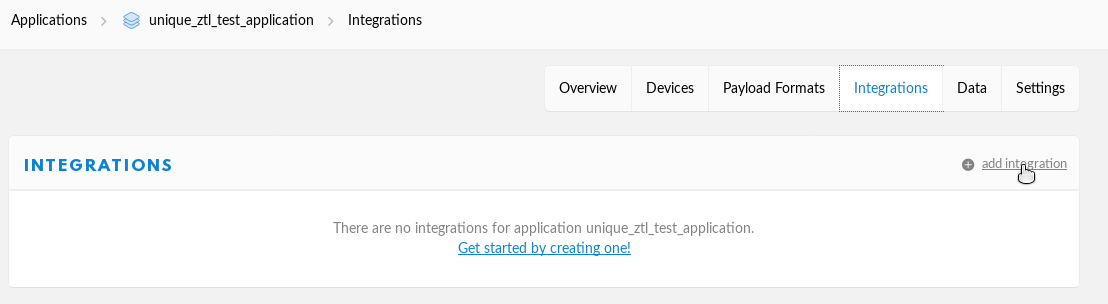 Applications > unique_ztl_test_application > Integrations
Overview Devices Payload Formats Integrations Data Settings
INTEGRATIONS add integration
There are no integrations for application unique_ztl_test_application.
Get started by creating one!